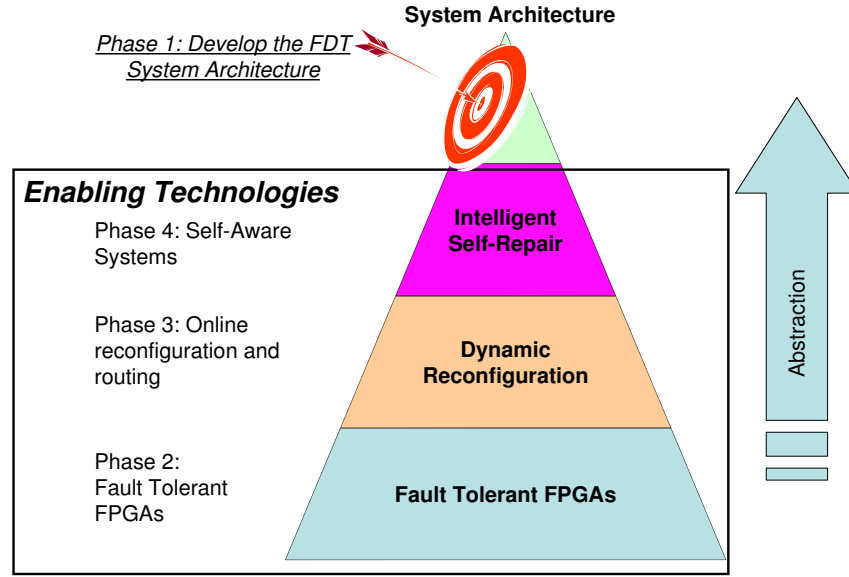 System Architecture
Phase 1: Develop the FDT
System Architecture
Enabling Technologies
Phase 4: Self-Aware
Systems
Intelligent
Self-Repair
Phase 3: Online
reconfiguration and
routing
Dynamic
Reconfiguration
Phase 2:
Fault Tolerant
FPGAs
Fault Tolerant FPGAs
Abstraction